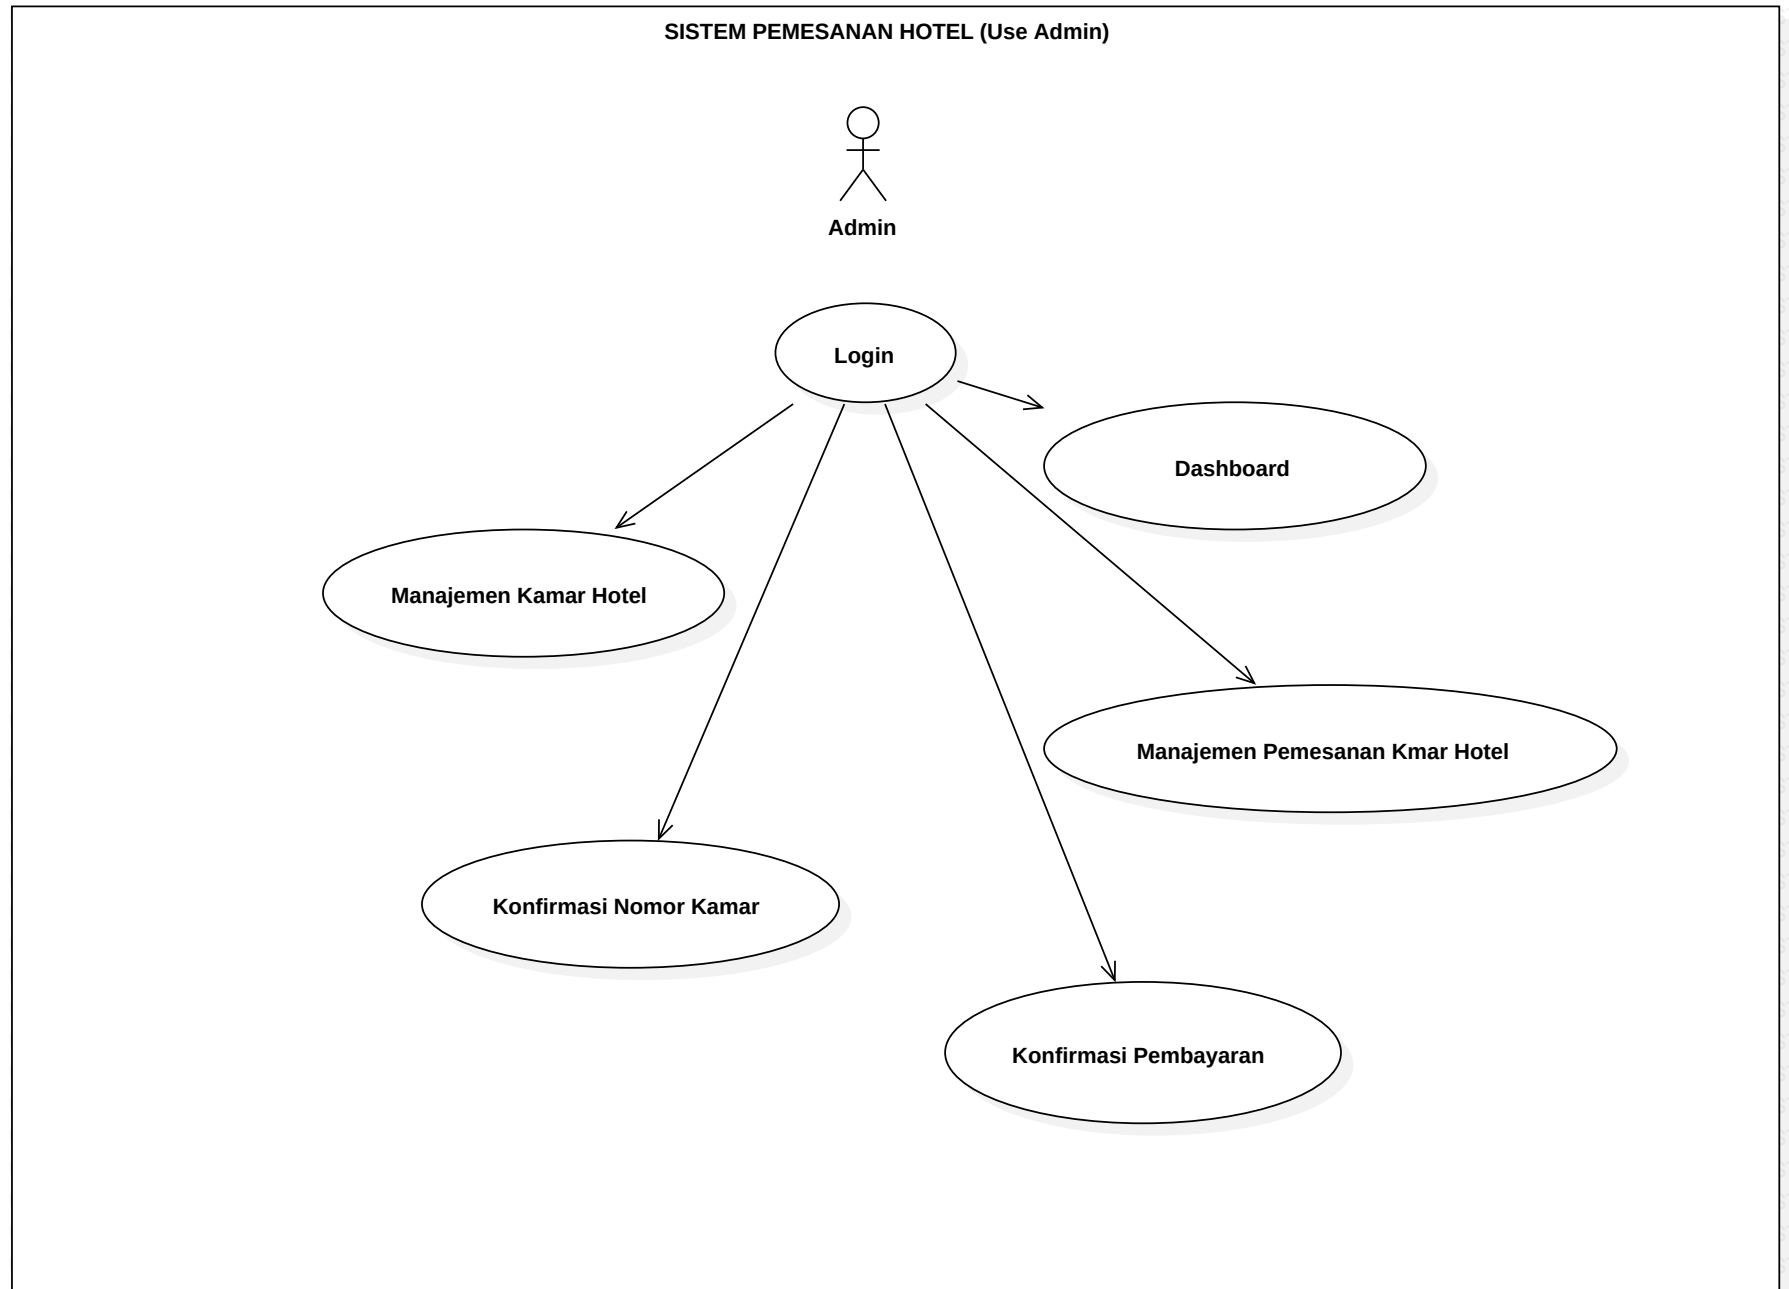 SISTEM PEMESANAN HOTEL (Use Admin)
Admin
Login
Dashboard
Manajemen Kamar Hotel
Manajemen Pemesanan Kmar Hotel
Konfirmasi Nomor Kamar
Konfirmasi Pembayaran